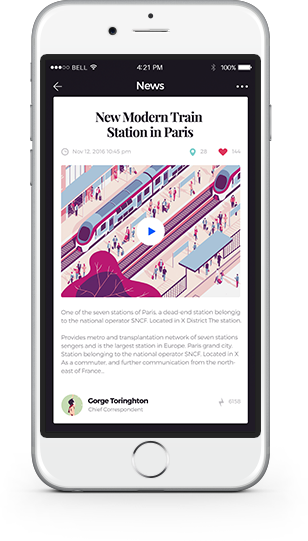 BELL 4:21 PM 100%
News
New Modern Train
Station in Paris
Nov 12, 2016 10:45 pm 28 144
One of the seven stations of Paris, a dead-end station belongig
to the national operator SNCF. Located in X District The station.
Provides metro and transplantation network of seven stations
sengers and is the largest station in Europe. Paris grand city
Station belonging to the national operator SNCF. Located in X
As a commuter, and further communication from the north-
east of France..
Gorge Toringhton
Chief Correspondent
6758